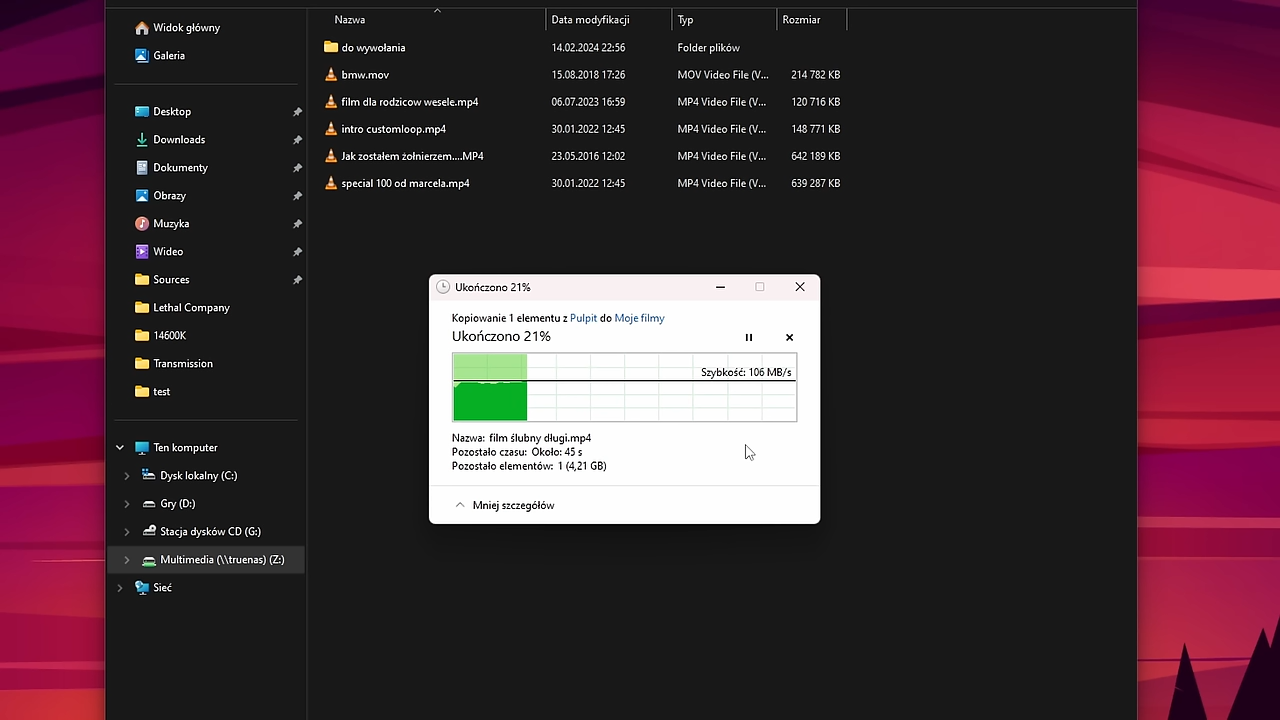 Nazwa Data modyfikacji Typ Rozmiar
Widok główny
Galeria
Desktop
Downloads
Dokumenty
Obrazy
Muzyka
Wideo
Sources
Lethal Company
14600K
Transmission
test
Ten komputer
Dysk lokalny (C:)
Gry (D:)
Stacja dysków CD (G:)
Multimedia (\\truenas) (Z:)
Sieć
do wywołania 14.02.2024 22:56 Folder plików
bmw.mov 15.08.2018 17:26 MOV Video File (V... 214 782 KB
film dla rodzicow wesele.mp4 06.07.2023 16:59 MP4 Video File (V... 120 716 KB
intro customloop.mp4 30.01.2022 12:45 MP4 Video File (V... 148 771 KB
Jak zostałem żołnierzem....MP4 23.05.2016 12:02 MP4 Video File (V... 642 189 KB
special 100 od marcela.mp4 30.01.2022 12:45 MP4 Video File (V... 639 287 KB
Ukończono 21%
Kopiowanie 1 elementu z Pulpit do Moje filmy
Ukończono 21%
Szybkość: 106 MB/s
Nazwa: film ślubny długi.mp4
Pozostało czasu: Około: 45 s
Pozostało elementów: 1 (4,21 GB)
Mniej szczegółów